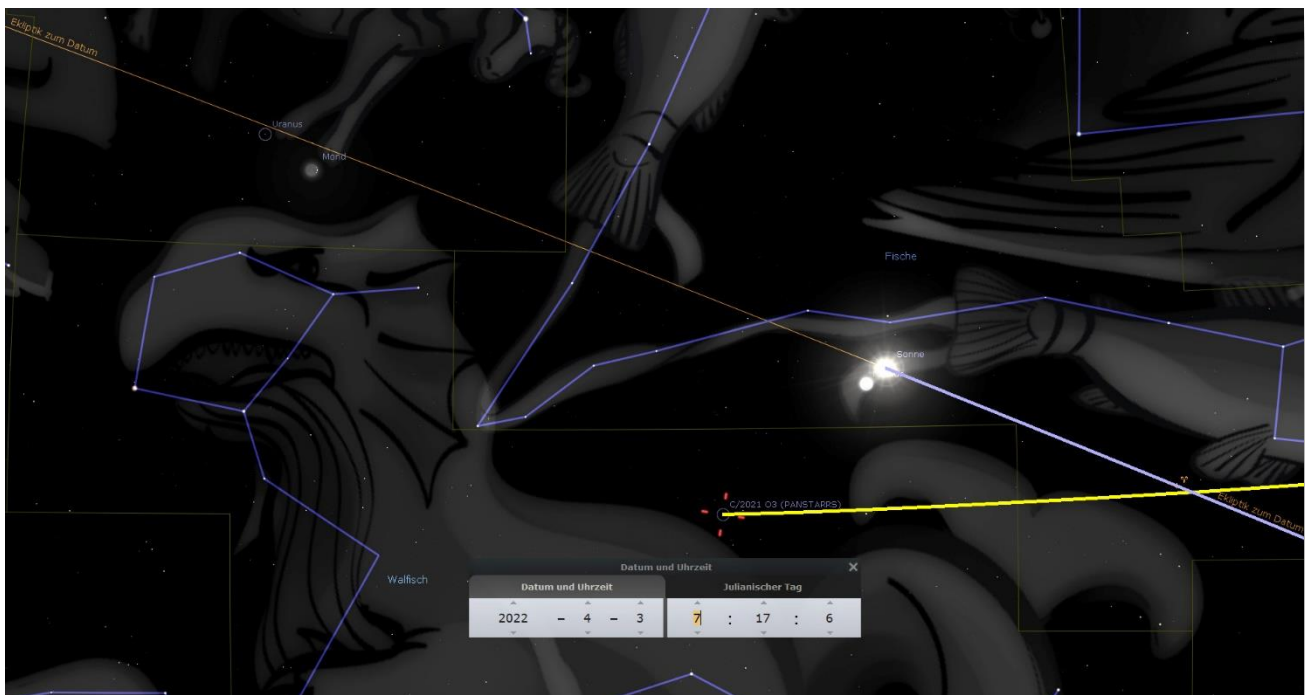 Ekliptik zum Datum
Uranus
Mond
Fische
Sonne
C/2021 O3 (PANSTARRS)
Ekliptik zum Datum
Walfisch
Datum und Uhrzeit
×
Datum und Uhrzeit
Julianischer Tag
2022 - 4 - 3 7 : 17 : 6